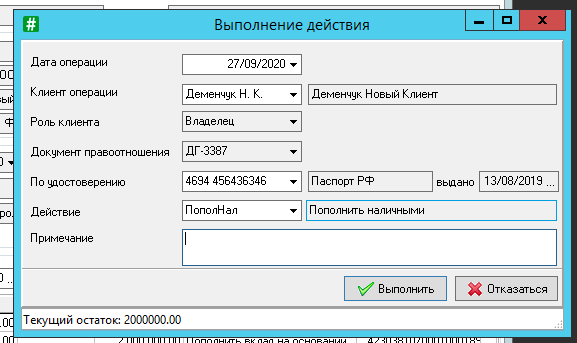 Выполнение действия
Дата операции 27/09/2020
Клиент операции Деменчук Н. К. Деменчук Новый Клиент
Роль клиента Владелец
Документ правоотношения ДГ-3387
По удостоверению 4694 456436346 Паспорт РФ выдано 13/08/2019 ...
Действие ПополНал Пополнить наличными
Примечание
Выполнить Отказаться
Текущий остаток: 2000000.00